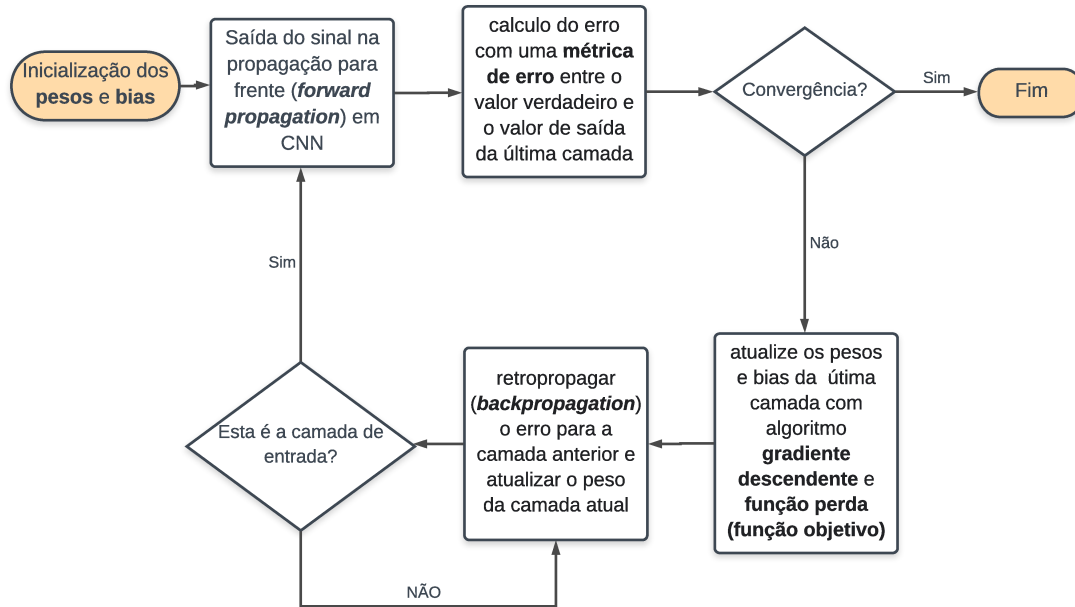 Inicialização dos
pesos e bias
Saída do sinal na
propagação para
frente (forward
propagation) em
CNN
calculo do erro
com uma métrica
de erro entre o
valor verdadeiro e
o valor de saída
da última camada
Convergência?
Sim
Fim
Não
atualize os pesos
e bias da útima
camada com
algoritmo
gradiente
descendente e
função perda
(função objetivo)
retropropagar
(backpropagation)
o erro para a
camada anterior e
atualizar o peso
da camada atual
Esta é a camada de
entrada?
Sim
NÃO